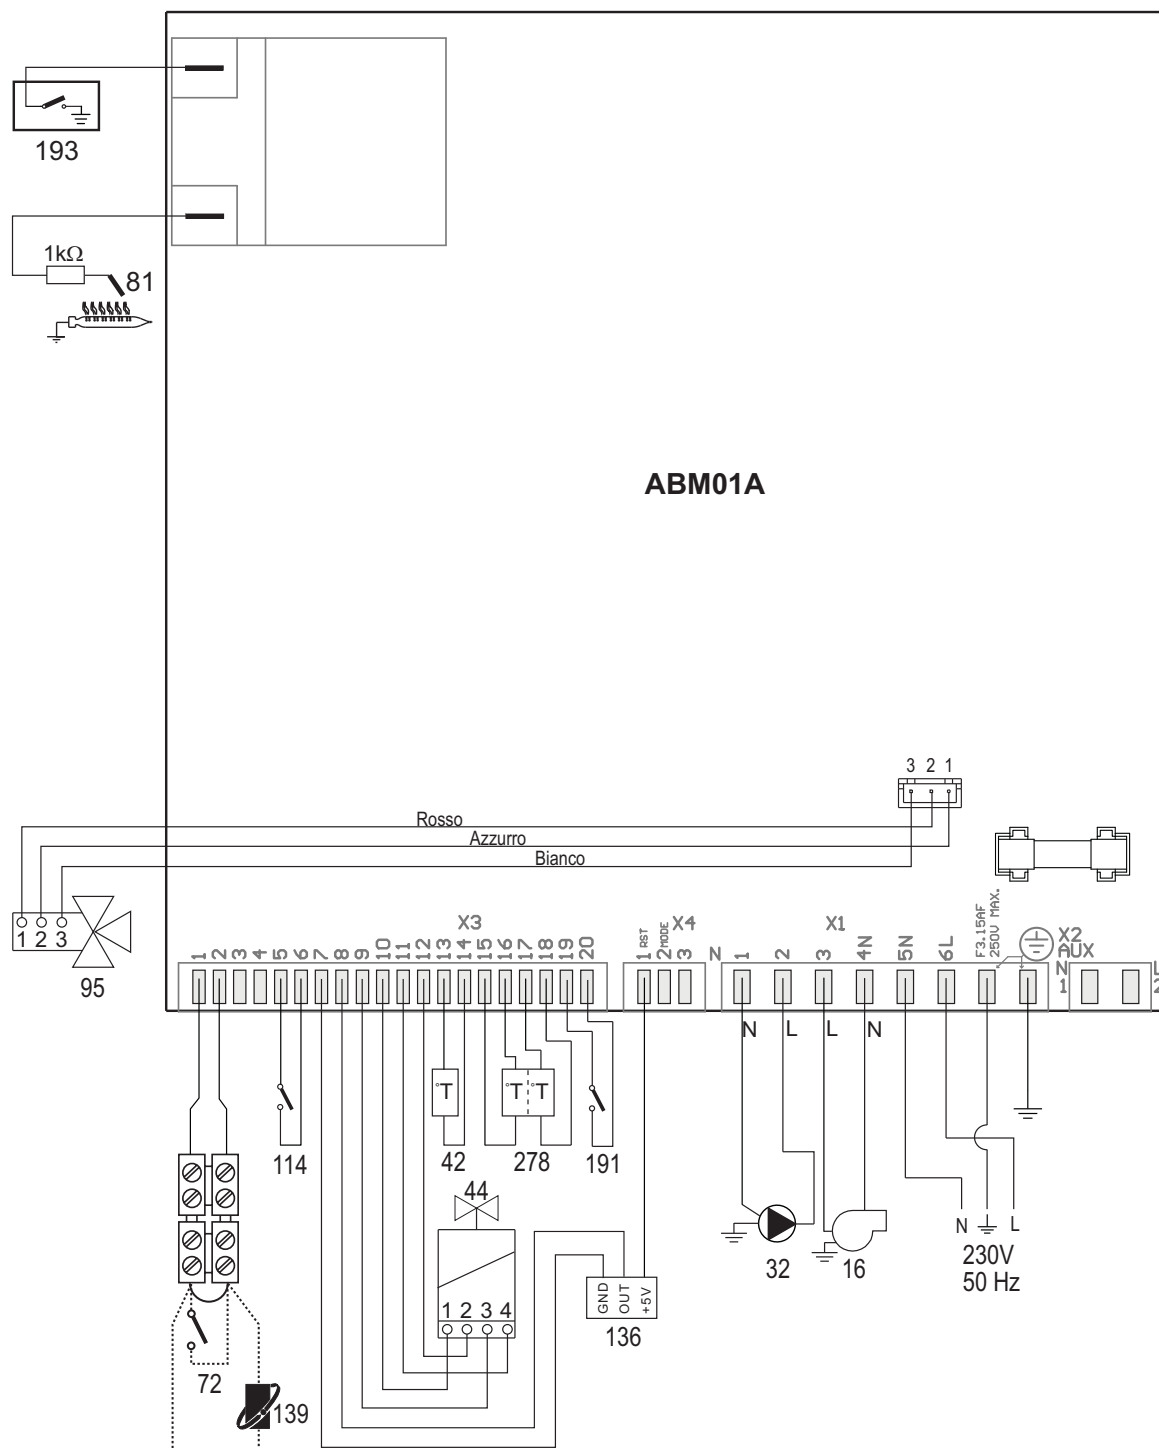 193
1kΩ
81
ABM01A
3 2 1
Rosso
Azzurro
Bianco
1 2 3
95
X3
1 2 3 4 5 6 7 8 9 10 11 12 13 14 15 16 17 18 19 20
X4
1 RST
2 MODE
3
N
X1
1 2 3 4N 5N 6L
F3.15AF
250V MAX.
X2
AUX
N L
1 2
N L L N
°T
°T °T
114
42
278
191
44
1 2 3 4
GND
OUT
+5V
136
32
16
N L
230V
50 Hz
72
139